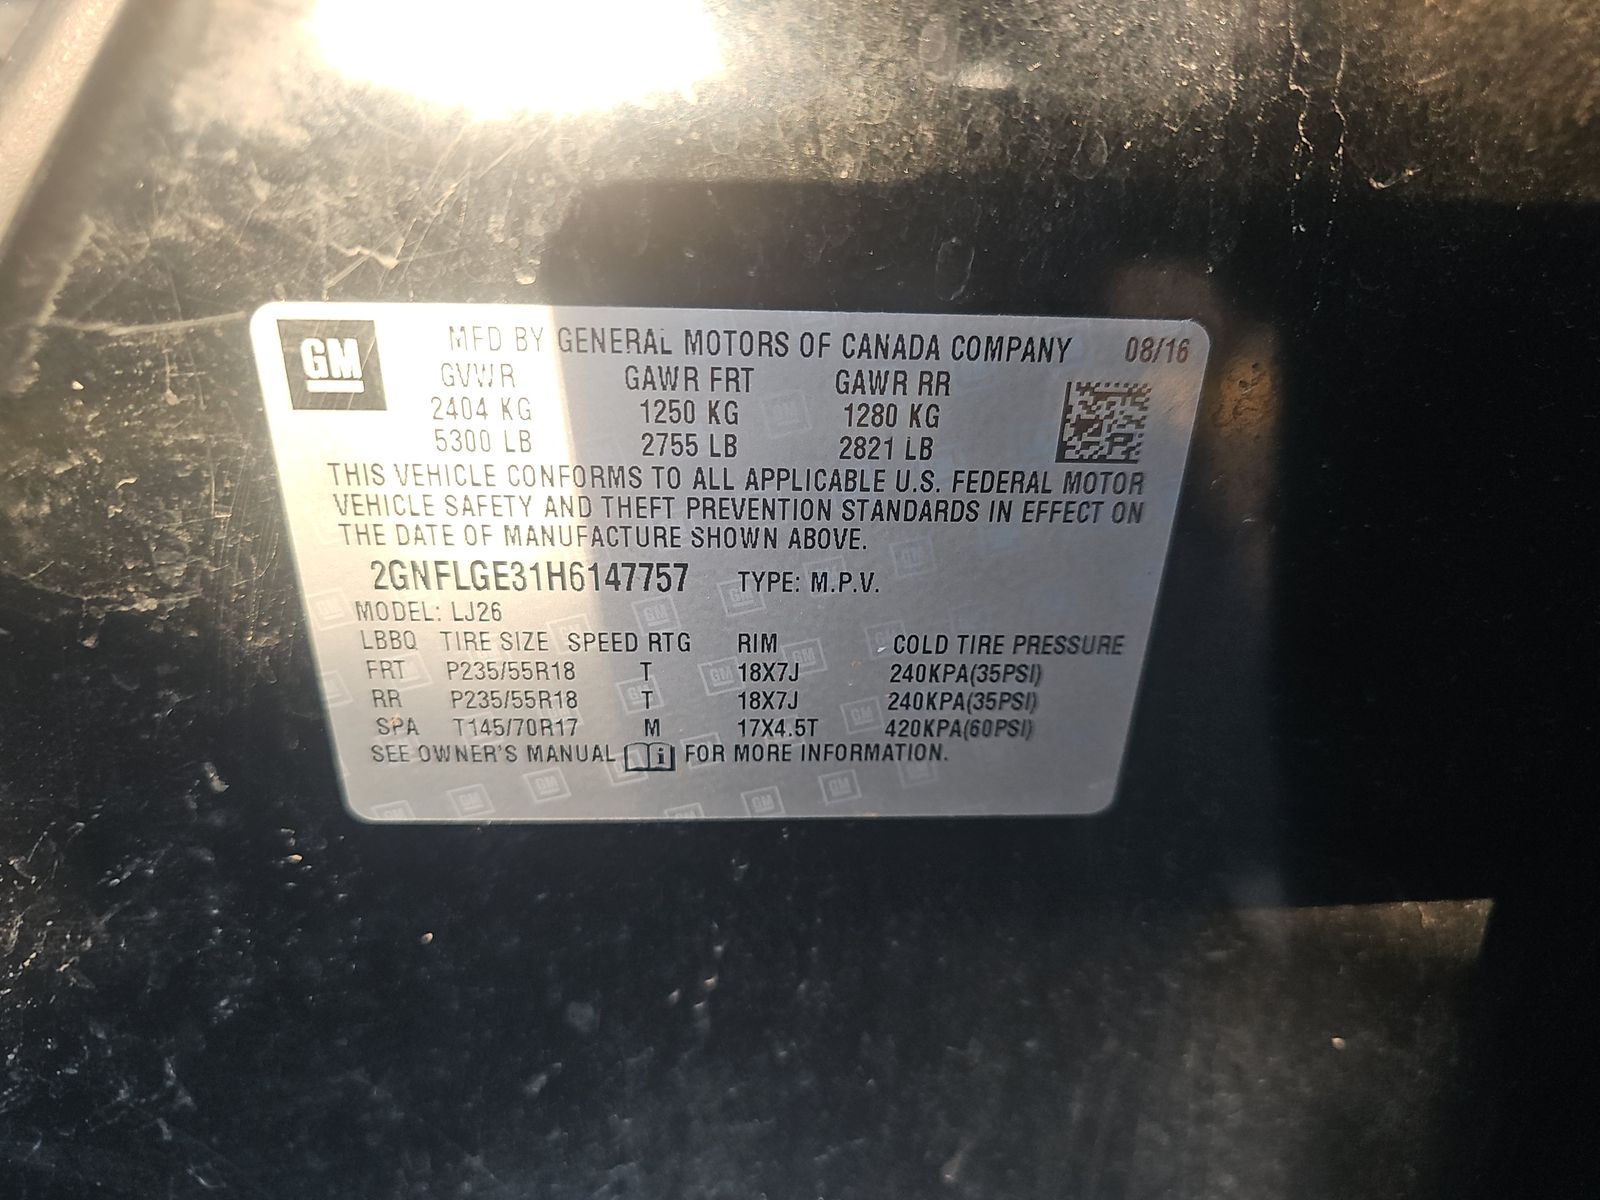 GM
MFD BY GENERAL MOTORS OF CANADA COMPANY 08/16
GVWR GAWR FRT GAWR RR
2404 KG 1250 KG 1280 KG
5300 LB 2755 LB 2821 LB
THIS VEHICLE CONFORMS TO ALL APPLICABLE U.S. FEDERAL MOTOR
VEHICLE SAFETY AND THEFT PREVENTION STANDARDS IN EFFECT ON
THE DATE OF MANUFACTURE SHOWN ABOVE.
2GNFLGE31H6147757 TYPE: M.P.V.
MODEL: LJ26
LBBQ TIRE SIZE SPEED RTG RIM COLD TIRE PRESSURE
FRT P235/55R18 T 18X7J 240KPA(35PSI)
RR P235/55R18 T 18X7J 240KPA(35PSI)
SPA T145/70R17 M 17X4.5T 420KPA(60PSI)
SEE OWNER'S MANUAL i FOR MORE INFORMATION.